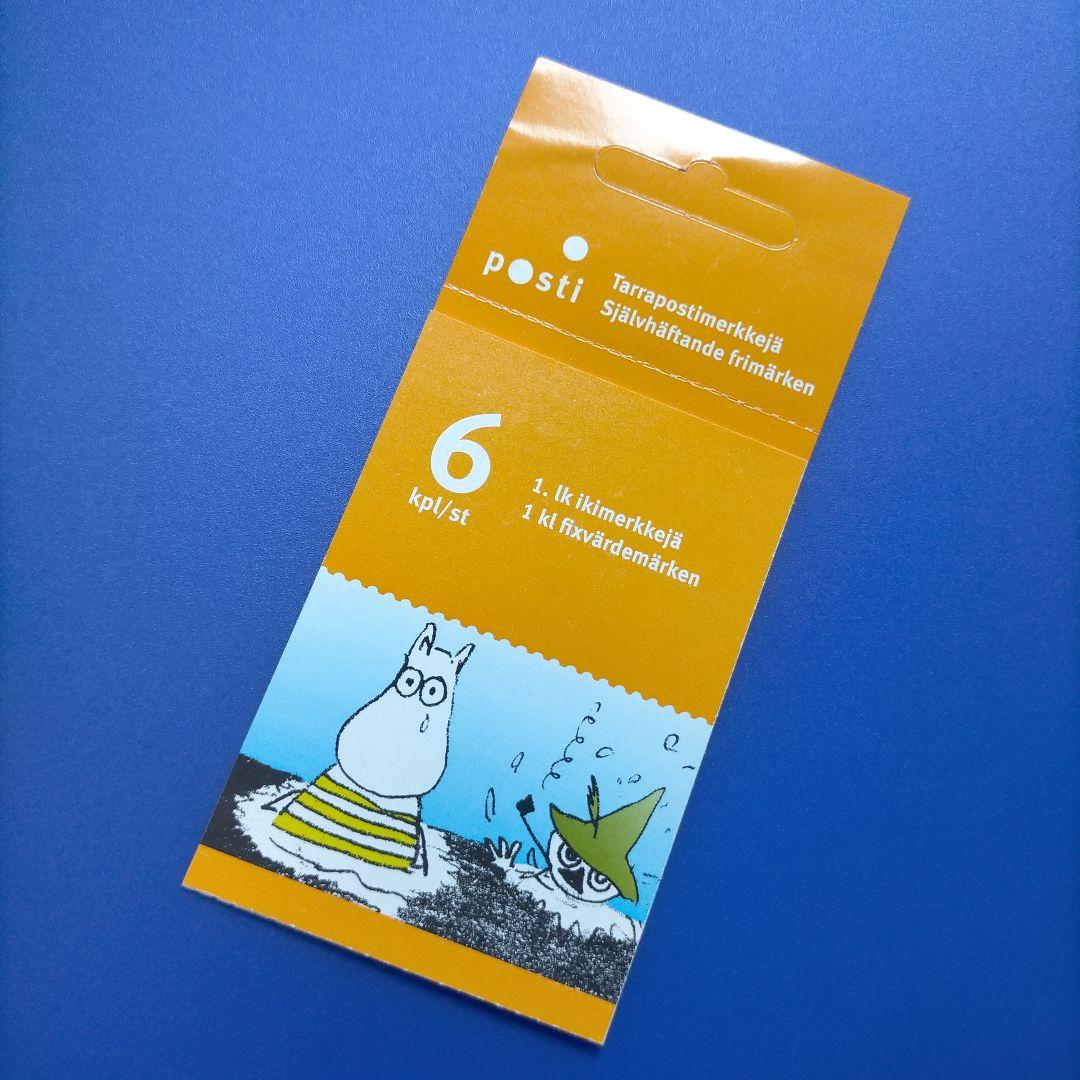 posti
Tarrapostimerkkejä
Självhäftande frimärken
6
kpl/st
1. lk ikimerkkejä
1 kl fixvärdemärken